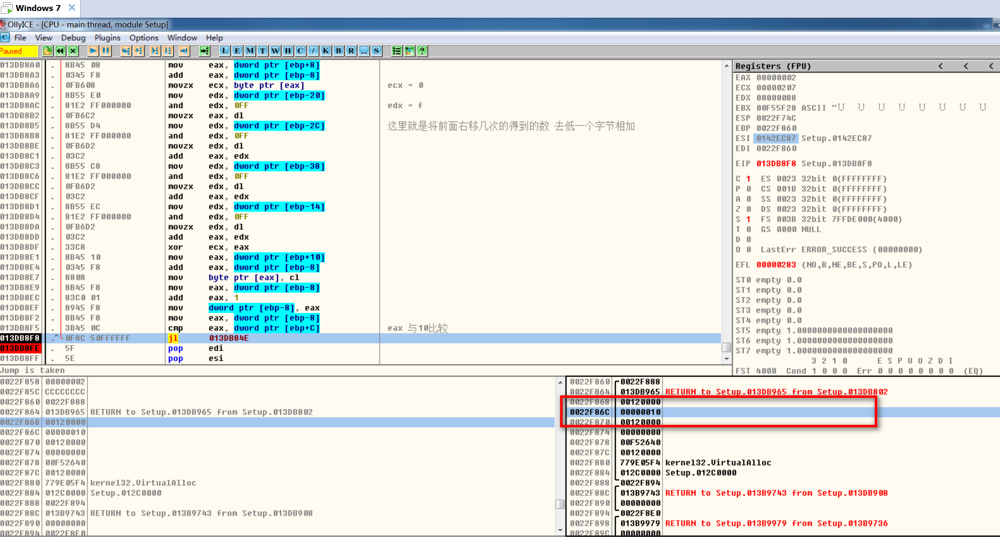 Windows 7
OllyICE - [CPU - main thread, module Setup]
C File View Debug Plugins Options Window Help
Paused L E M T W H C / K B R ... S ?
013DB8A0 . 8B45 08 mov eax, dword ptr [ebp+8]
013DB8A3 . 0345 F8 add eax, dword ptr [ebp-8]
013DB8A6 . 0FB608 movzx ecx, byte ptr [eax] ecx = 0
013DB8A9 . 8B55 E0 mov edx, dword ptr [ebp-20]
013DB8AC . 81E2 FF000000 and edx, 0FF edx = f
013DB8B2 . 0FB6C2 movzx eax, dl
013DB8B5 . 8B55 D4 mov edx, dword ptr [ebp-2C] 这里就是将前面右移几次的得到的数 去低一个字节相加
013DB8B8 . 81E2 FF000000 and edx, 0FF
013DB8BE . 0FB6D2 movzx edx, dl
013DB8C1 . 03C2 add eax, edx
013DB8C3 . 8B55 C8 mov edx, dword ptr [ebp-38]
013DB8C6 . 81E2 FF000000 and edx, 0FF
013DB8CC . 0FB6D2 movzx edx, dl
013DB8CF . 03C2 add eax, edx
013DB8D1 . 8B55 EC mov edx, dword ptr [ebp-14]
013DB8D4 . 81E2 FF000000 and edx, 0FF
013DB8DA . 0FB6D2 movzx edx, dl
013DB8DD . 03C2 add eax, edx
013DB8DF . 33C8 xor ecx, eax
013DB8E1 . 8B45 10 mov eax, dword ptr [ebp+10]
013DB8E4 . 0345 F8 add eax, dword ptr [ebp-8]
013DB8E7 . 8808 mov byte ptr [eax], cl
013DB8E9 . 8B45 F8 mov eax, dword ptr [ebp-8]
013DB8EC . 83C0 01 add eax, 1
013DB8EF . 8945 F8 mov dword ptr [ebp-8], eax
013DB8F2 . 8B45 F8 mov eax, dword ptr [ebp-8]
013DB8F5 . 3B45 0C cmp eax, dword ptr [ebp+C] eax 与10比较
013DB8F8 .^ 0F8C 50FFFFFF jl 013DB84E
013DB8FE . 5F pop edi
013DB8FF . 5E pop esi
Jump is taken
Registers (FPU) < < <
EAX 00000002
ECX 00000207
EDX 00000088
EBX 00F55F28 ASCII "U U U U U U U U
ESP 0022F74C
EBP 0022F860
ESI 0142EC87 Setup.0142EC87
EDI 0022F860
EIP 013DB8F8 Setup.013DB8F8
C 1 ES 0023 32bit 0(FFFFFFFF)
P 0 CS 001B 32bit 0(FFFFFFFF)
A 0 SS 0023 32bit 0(FFFFFFFF)
Z 0 DS 0023 32bit 0(FFFFFFFF)
S 1 FS 003B 32bit 7FFDE000(4000)
T 0 GS 0000 NULL
D 0
O 0 LastErr ERROR_SUCCESS (00000000)
EFL 00000283 (NO,B,NE,BE,S,PO,L,LE)
ST0 empty 0.0
ST1 empty 0.0
ST2 empty 0.0
ST3 empty 0.0
ST4 empty 0.0
ST5 empty 1.0000000000000000000
ST6 empty 1.0000000000000000000
ST7 empty 1.0000000000000000000
3 2 1 0 E S P U O Z D I
FST 4000 Cond 1 0 0 0 Err 0 0 0 0 0 0 0 0 (EQ)
0022F858 00000002
0022F85C CCCCCCCC
0022F860 0022F888
0022F864 013DB965 RETURN to Setup.013DB965 from Setup.013DB802
0022F868 00120000
0022F86C 00000010
0022F870 00120000
0022F874 00000000
0022F878 00F52640
0022F87C 00120000
0022F880 779E05F4 kernel32.VirtualAlloc
0022F884 012C0000 Setup.012C0000
0022F888 0022F894
0022F88C 013B9743 RETURN to Setup.013B9743 from Setup.013DB908
0022F890 00000000
0022F894 0022F8E0
0022F860 0022F888
0022F864 013DB965 RETURN to Setup.013DB965 from Setup.013DB802
0022F868 00120000
0022F86C 00000010
0022F870 00120000
0022F874 00000000
0022F878 00F52640
0022F87C 00120000
0022F880 779E05F4 kernel32.VirtualAlloc
0022F884 012C0000 Setup.012C0000
0022F888 0022F894
0022F88C 013B9743 RETURN to Setup.013B9743 from Setup.013DB908
0022F890 00000000
0022F894 0022F8E0
0022F898 013B9979 RETURN to Setup.013B9979 from Setup.013B9736
0022F89C 00000000